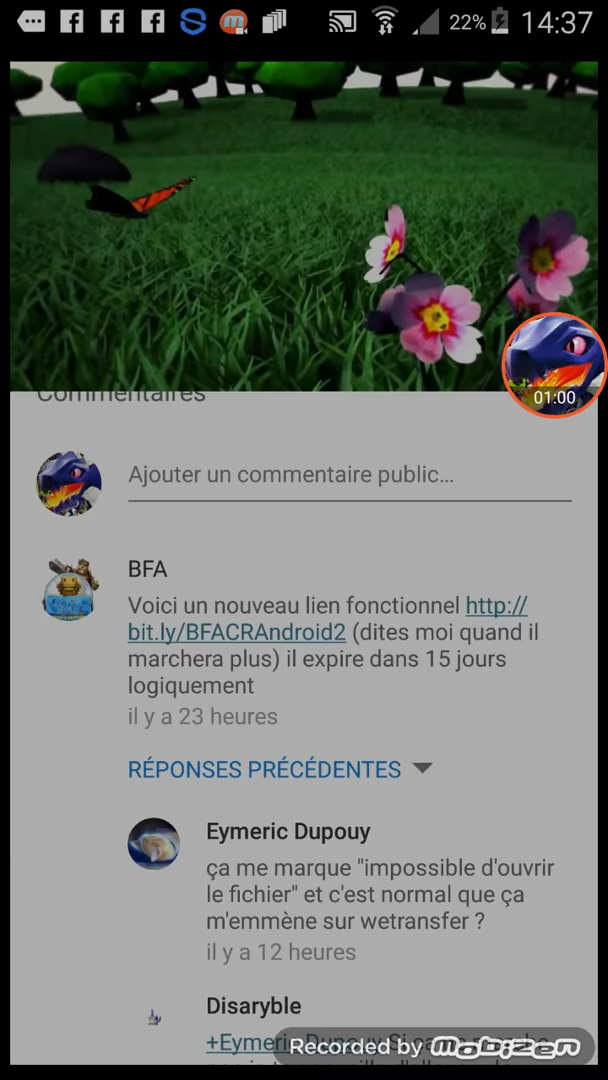 22% 14:37
Commentaires
01:00
Ajouter un commentaire public...
BFA
Voici un nouveau lien fonctionnel http://
bit.ly/BFACRAndroid2 (dites moi quand il
marchera plus) il expire dans 15 jours
logiquement
il y a 23 heures
RÉPONSES PRÉCÉDENTES
Eymeric Dupouy
ça me marque "impossible d'ouvrir
le fichier" et c'est normal que ça
m'emmène sur wetransfer ?
il y a 12 heures
Disaryble
+Eymeric Dupouy Si
Recorded by Mobizen